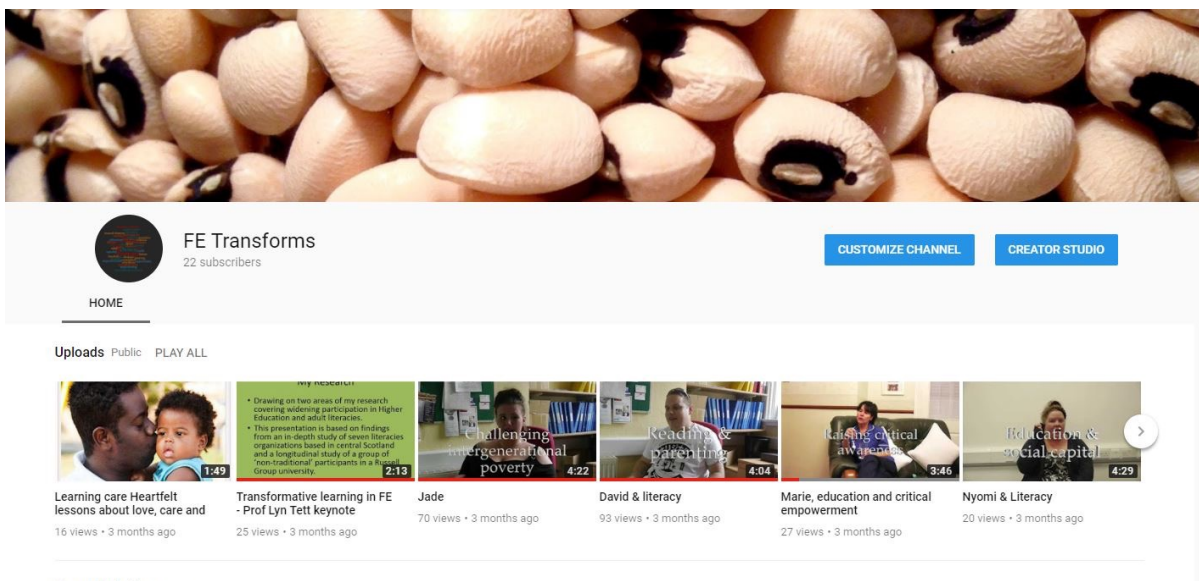 FE Transforms
22 subscribers
CUSTOMIZE CHANNEL
CREATOR STUDIO
HOME
Uploads Public PLAY ALL
1:49
Learning care Heartfelt
lessons about love, care and
16 views • 3 months ago
My Research
• Drawing on two areas of my research
covering widening participation in Higher
Education and adult literacies.
• This presentation is based on findings
from an in-depth study of seven literacies
organizations based in central Scotland
and a longitudinal study of a group of
'non-traditional' participants in a Russell
Group university.
2:13
Transformative learning in FE
- Prof Lyn Tett keynote
25 views • 3 months ago
Challenging
intergenerational
poverty
4:22
Jade
70 views • 3 months ago
Reading &
parenting
4:04
David & literacy
93 views • 3 months ago
Raising critical
awareness
3:46
Marie, education and critical
empowerment
27 views • 3 months ago
Education &
social capital
4:29
Nyomi & Literacy
20 views • 3 months ago